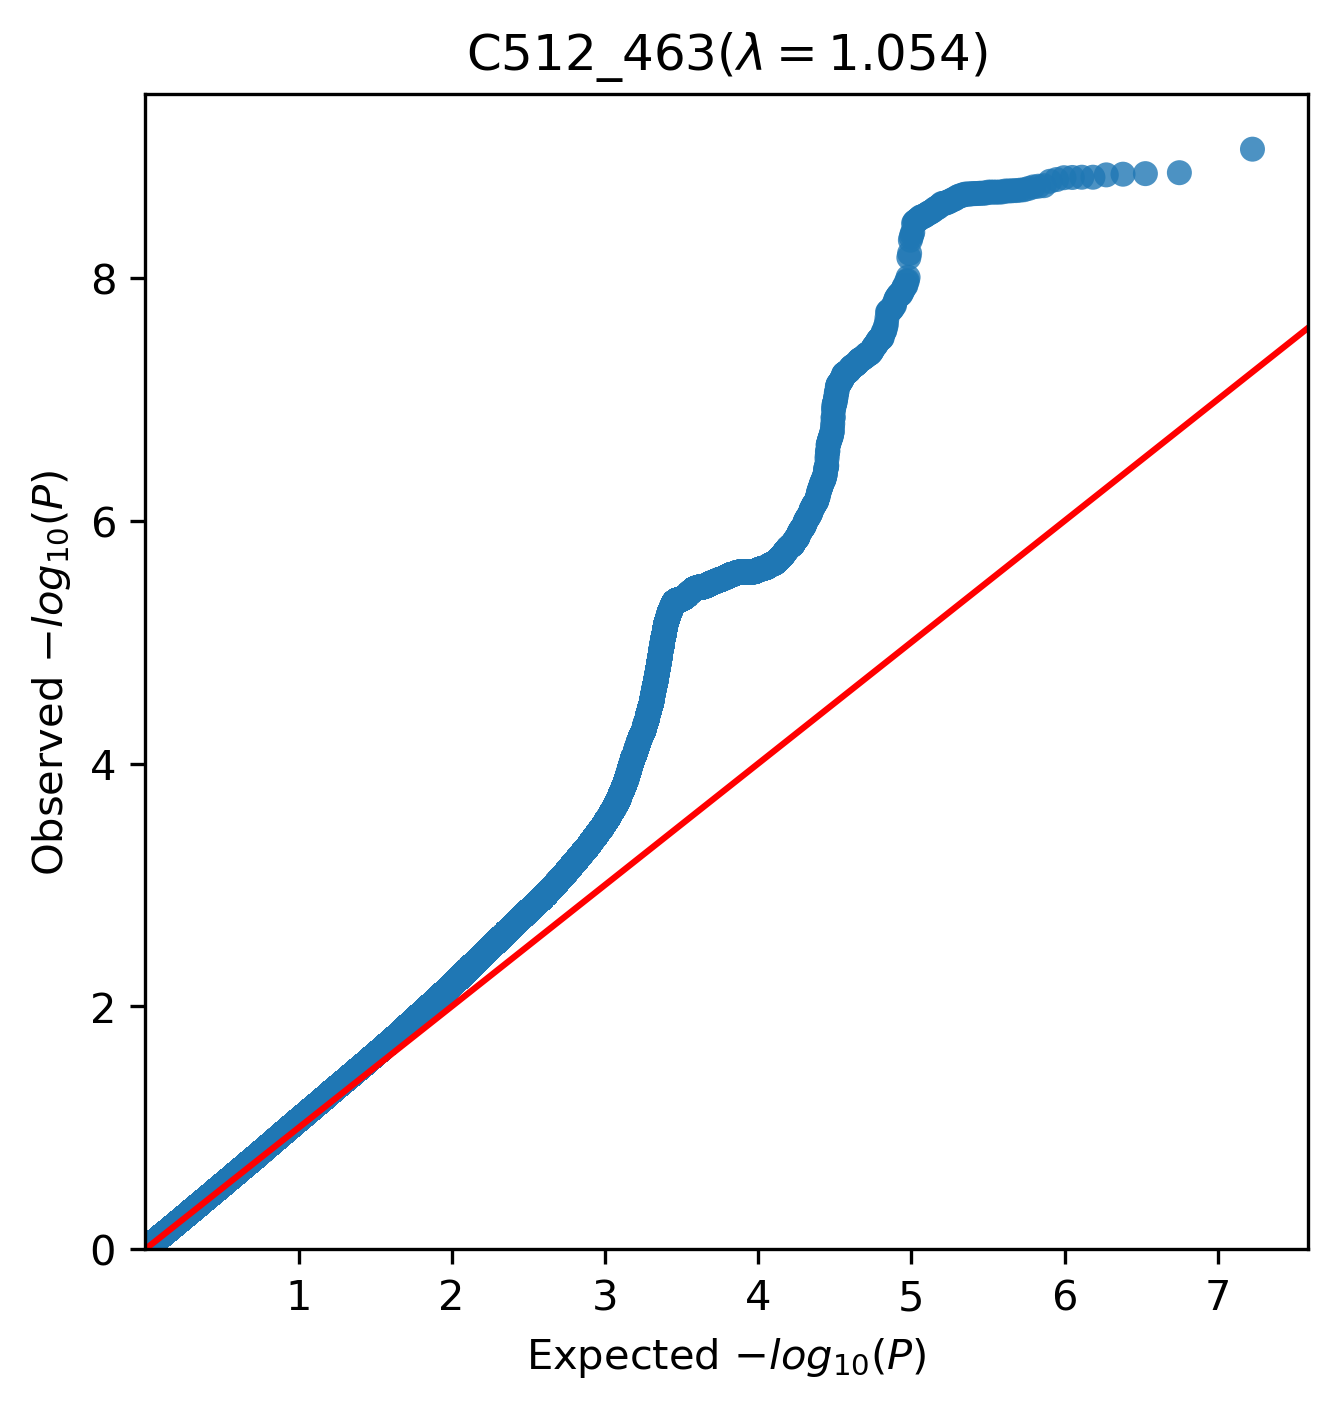 C512_463(λ = 1.054)
Observed −log10(P)
8
6
4
2
0
1 2 3 4 5 6 7
Expected −log10(P)